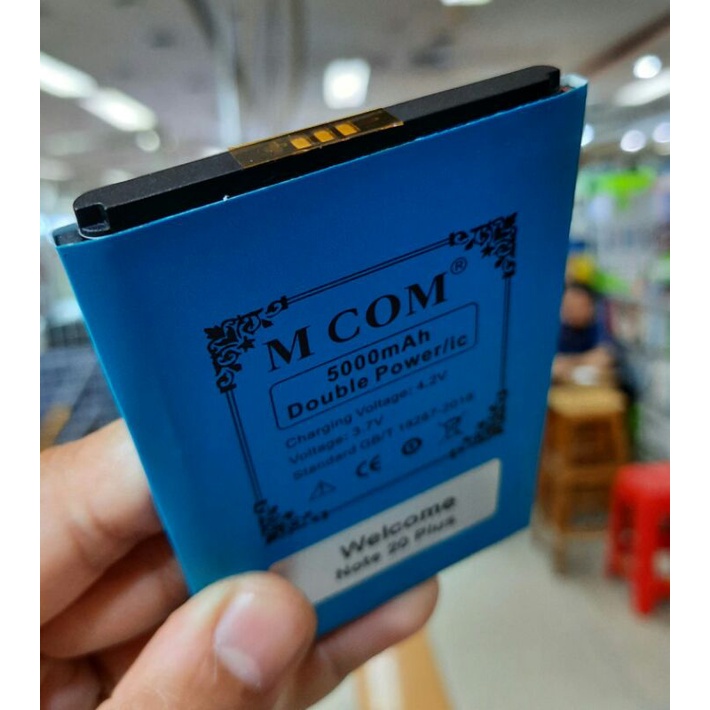 M COM®
5000mAh
Double Power/ic
Charging Voltage: 4.2V
Voltage: 3.7V
Standard GB/T 18287-2018
CE
Welcome
Note 20 Plus